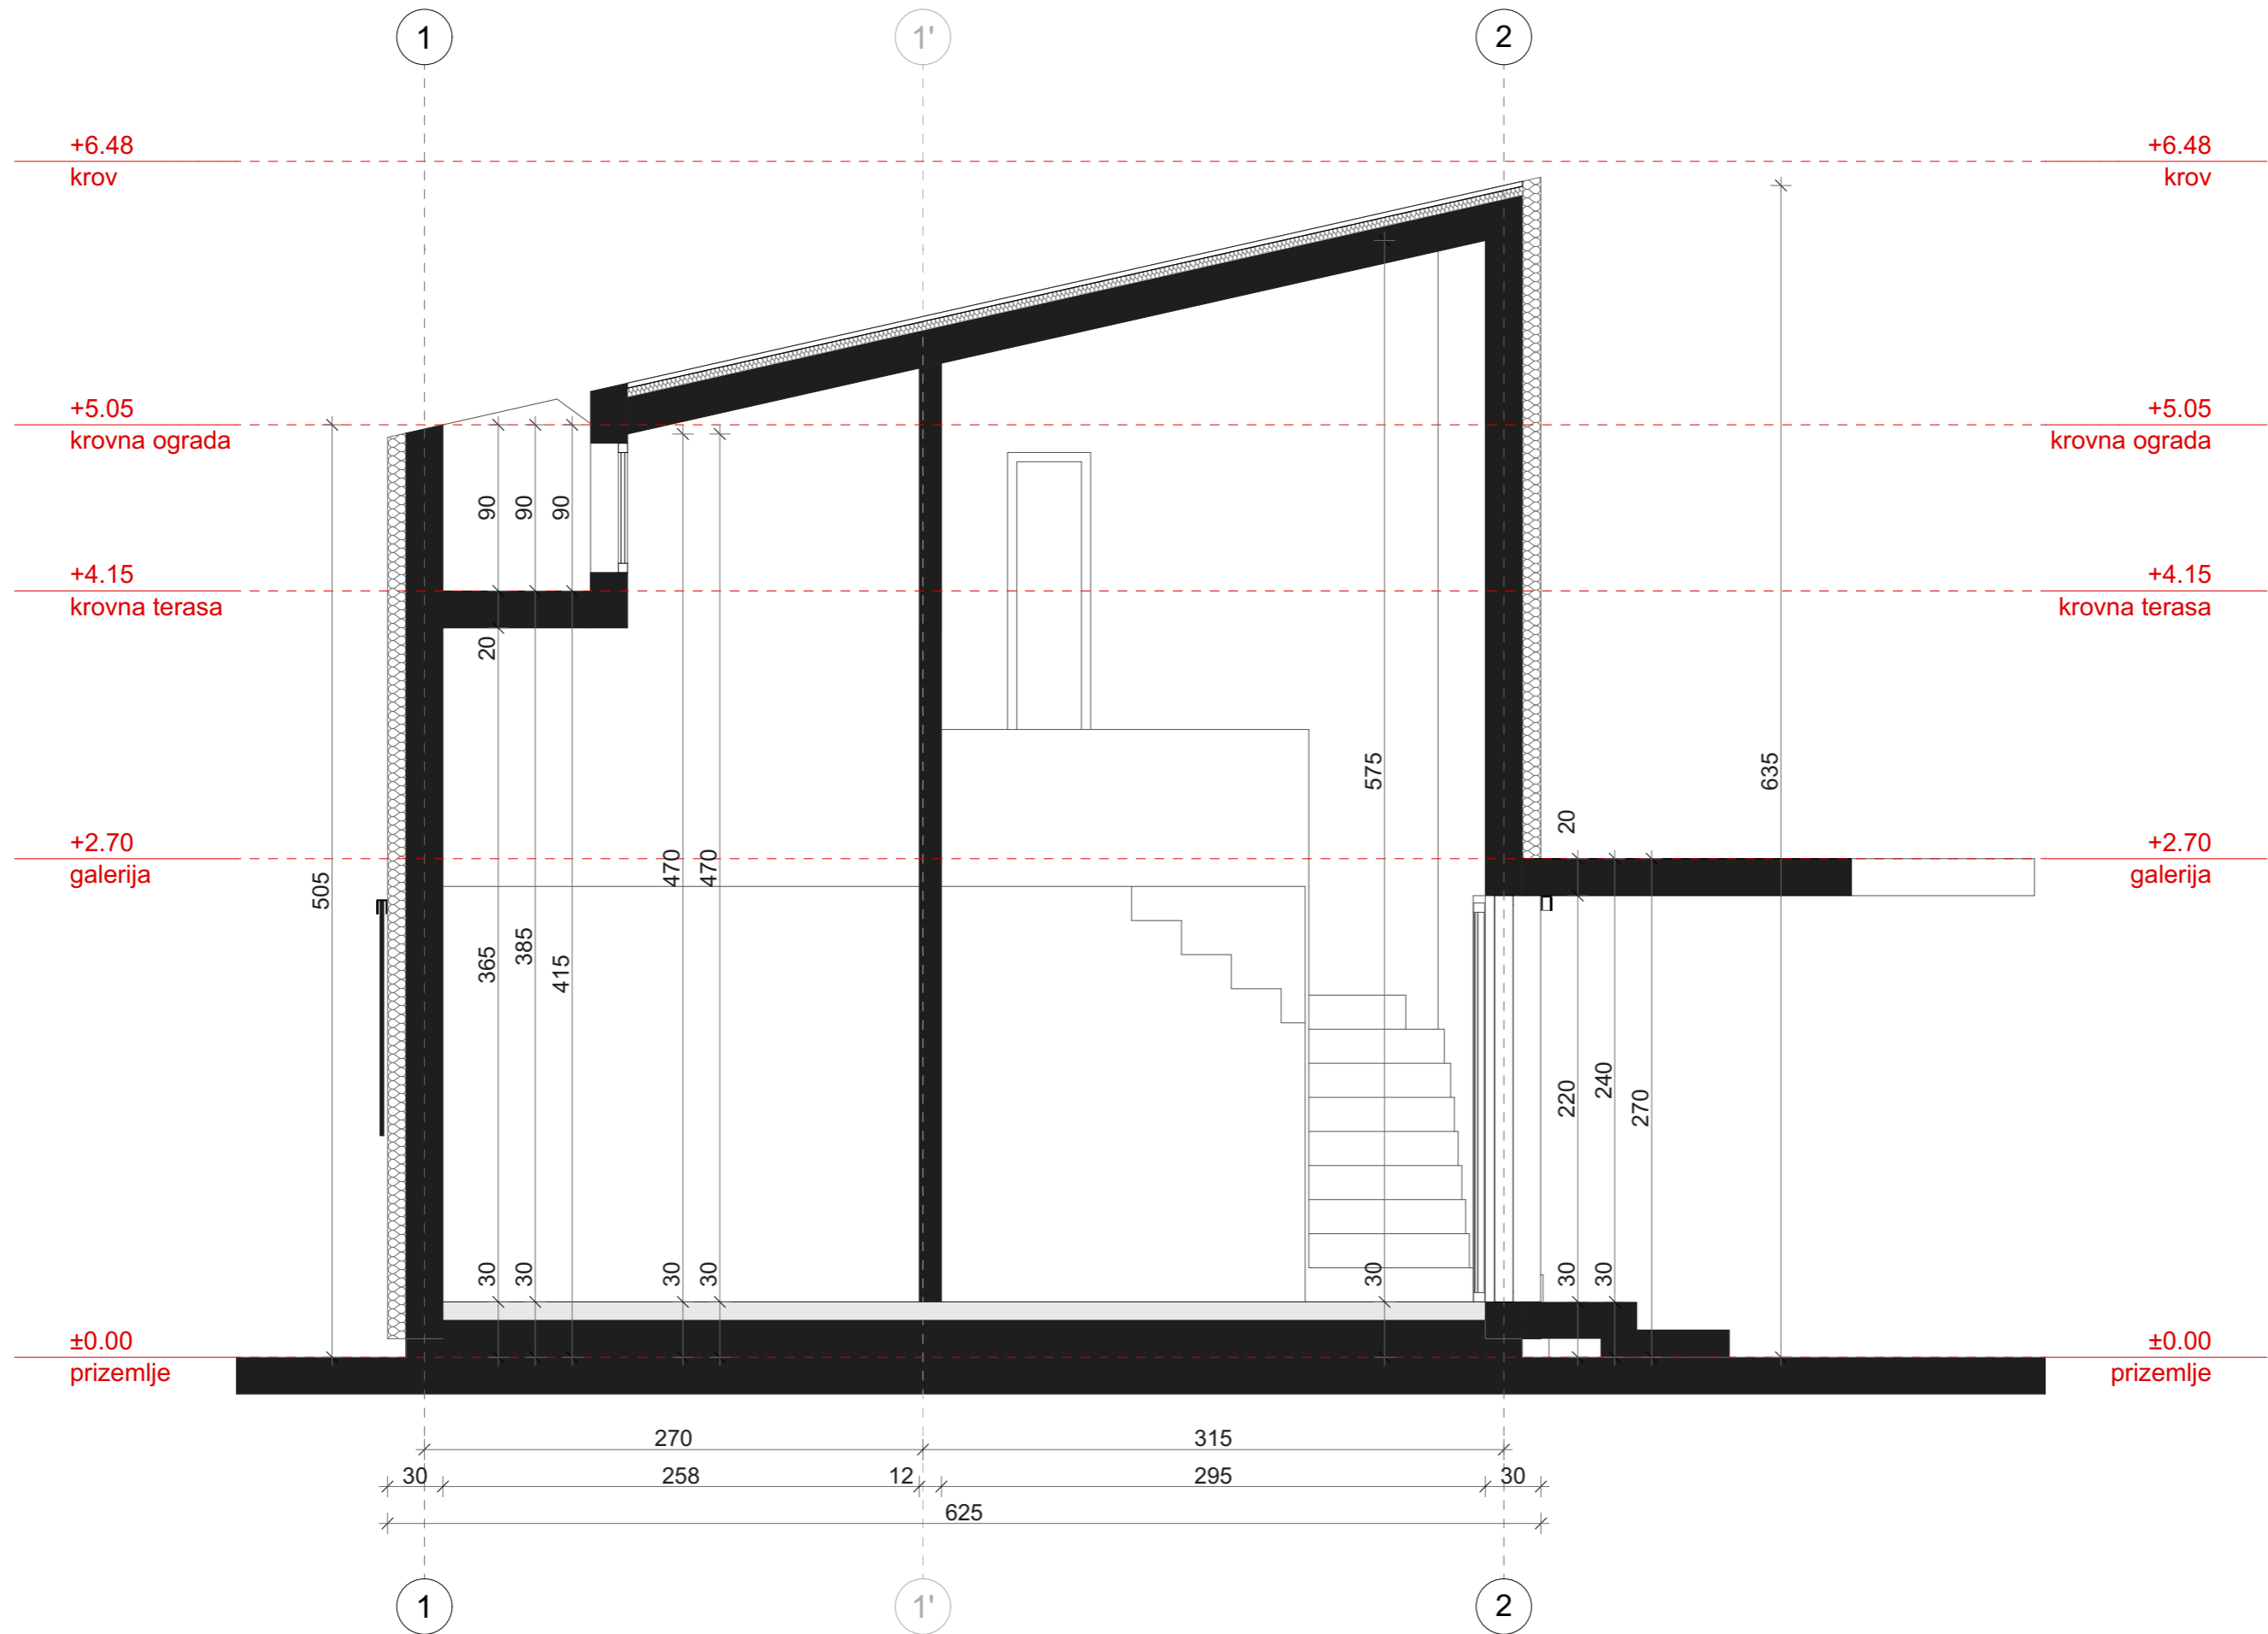 1 1' 2
+6.48 +6.48
krov krov
+5.05 +5.05
krovna ograda krovna ograda
90 90 90
+4.15 +4.15
krovna terasa krovna terasa
20
575 635
20
+2.70 +2.70
galerija galerija
505 470 470
365 385 415
220 240 270
30 30 30 30 30 30 30
±0.00 ±0.00
prizemlje prizemlje
270 315
30 258 12 295 30
625
1 1' 2